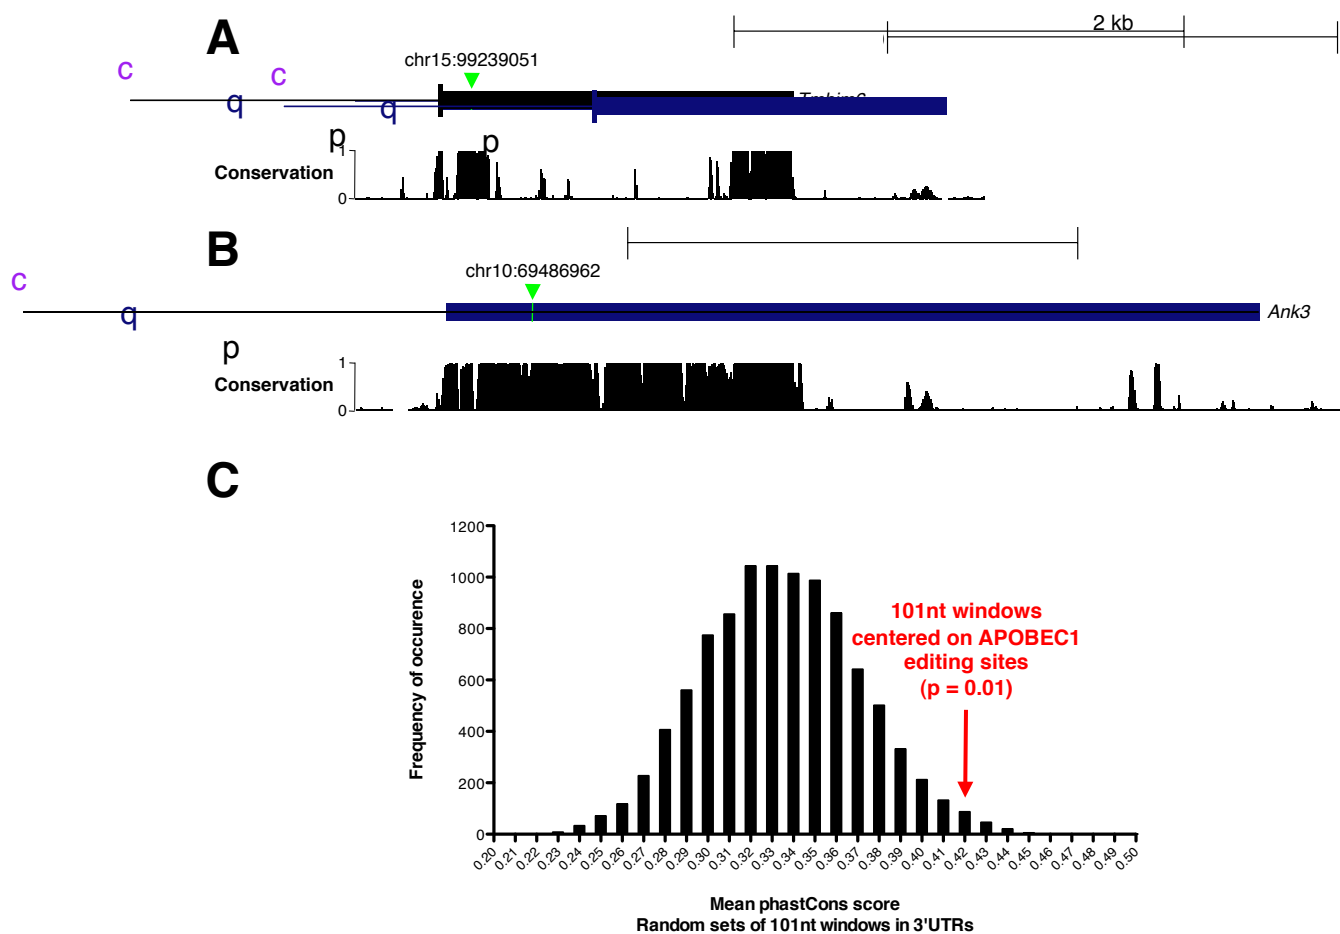 A
2 kb
chr15:99239051
c
c
q
q
p
p
1
Conservation
0
B
chr10:69486962
c
q
Ank3
p
1
Conservation
0
C
1200
1000
800
600
400
200
0
Frequency of occurence
101nt windows
centered on APOBEC1
editing sites
(p = 0.01)
0.20 0.21 0.22 0.23 0.24 0.25 0.26 0.27 0.28 0.29 0.30 0.31 0.32 0.33 0.34 0.35 0.36 0.37 0.38 0.39 0.40 0.41 0.42 0.43 0.44 0.45 0.46 0.47 0.48 0.49 0.50
Mean phastCons score
Random sets of 101nt windows in 3'UTRs